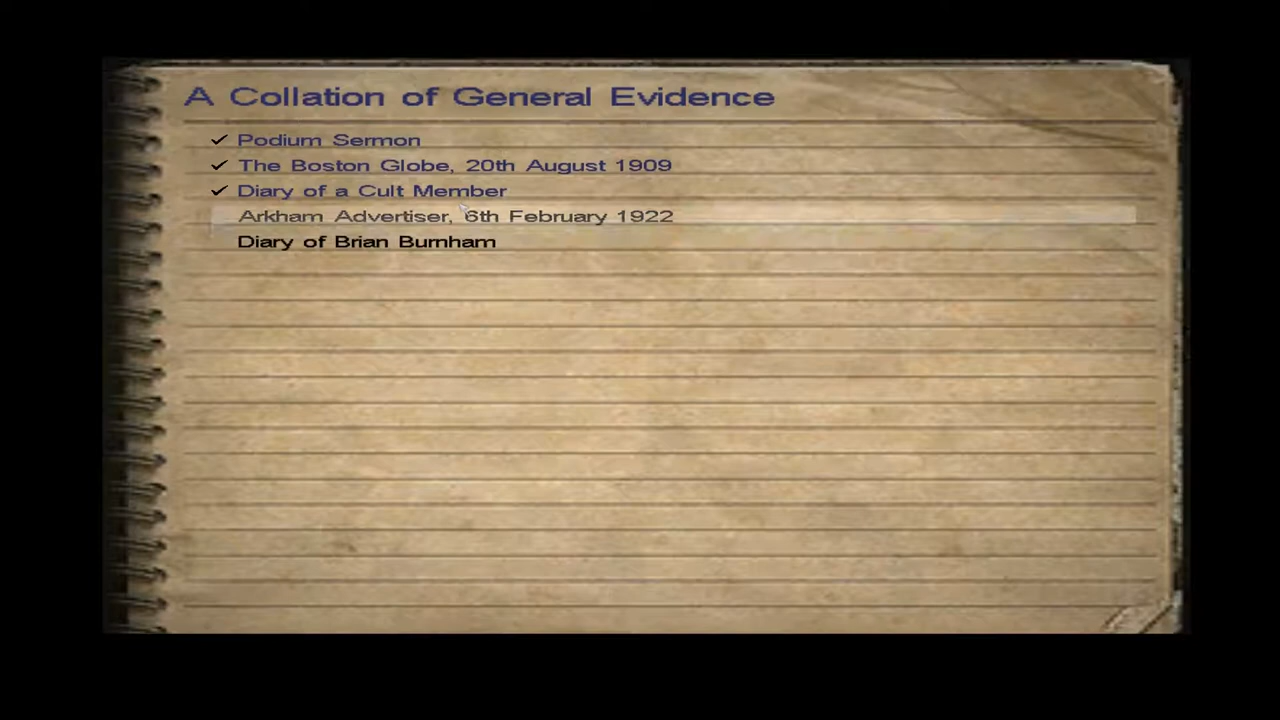 A Collation of General Evidence
✓ Podium Sermon
✓ The Boston Globe, 20th August 1909
✓ Diary of a Cult Member
Arkham Advertiser, 6th February 1922
Diary of Brian Burnham